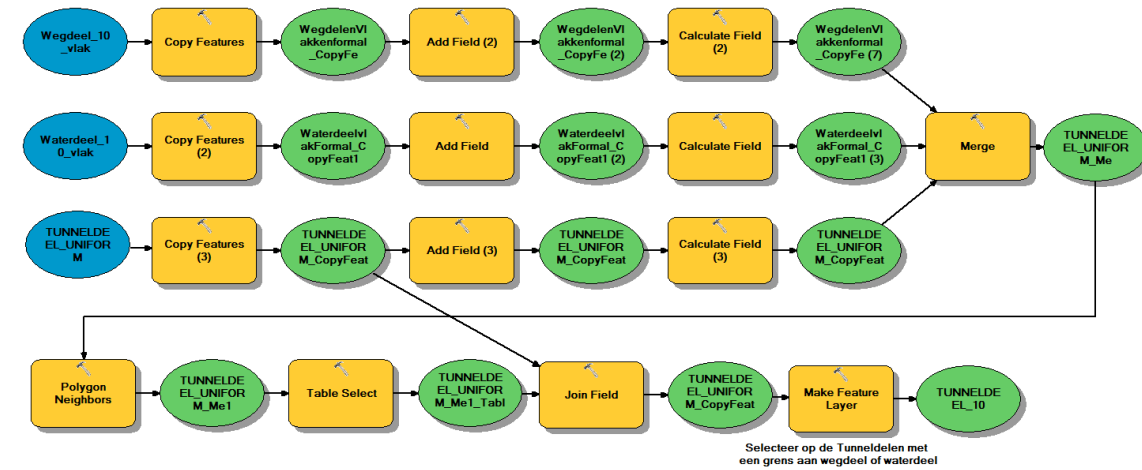 Wegdeel_10
_vlak
Copy Features
WegdelenVl
akkenformal
_CopyFe
Add Field (2)
WegdelenVl
akkenformal
_CopyFe (2)
Calculate Field
(2)
WegdelenVl
akkenformal
_CopyFe (7)
Waterdeel_1
0_vlak
Copy Features
(2)
Waterdeelvl
akFormal_C
opyFeat1
Add Field
Waterdeelvl
akFormal_C
opyFeat1 (2)
Calculate Field
Waterdeelvl
akFormal_C
opyFeat1 (3)
Merge
TUNNELDE
EL_UNIFOR
M_Me
TUNNELDE
EL_UNIFOR
M
Copy Features
(3)
TUNNELDE
EL_UNIFOR
M_CopyFeat
Add Field (3)
TUNNELDE
EL_UNIFOR
M_CopyFeat
Calculate Field
(3)
TUNNELDE
EL_UNIFOR
M_CopyFeat
Polygon
Neighbors
TUNNELDE
EL_UNIFOR
M_Me1
Table Select
TUNNELDE
EL_UNIFOR
M_Me1_Tabl
Join Field
TUNNELDE
EL_UNIFOR
M_CopyFeat
Make Feature
Layer
TUNNELDE
EL_10
Selecteer op de Tunneldelen met
een grens aan wegdeel of waterdeel